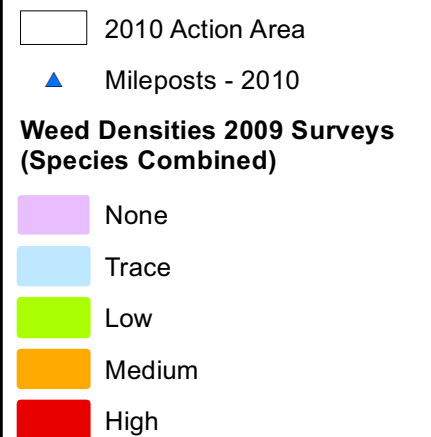 2010 Action Area
Mileposts - 2010
Weed Densities 2009 Surveys
(Species Combined)
None
Trace
Low
Medium
High